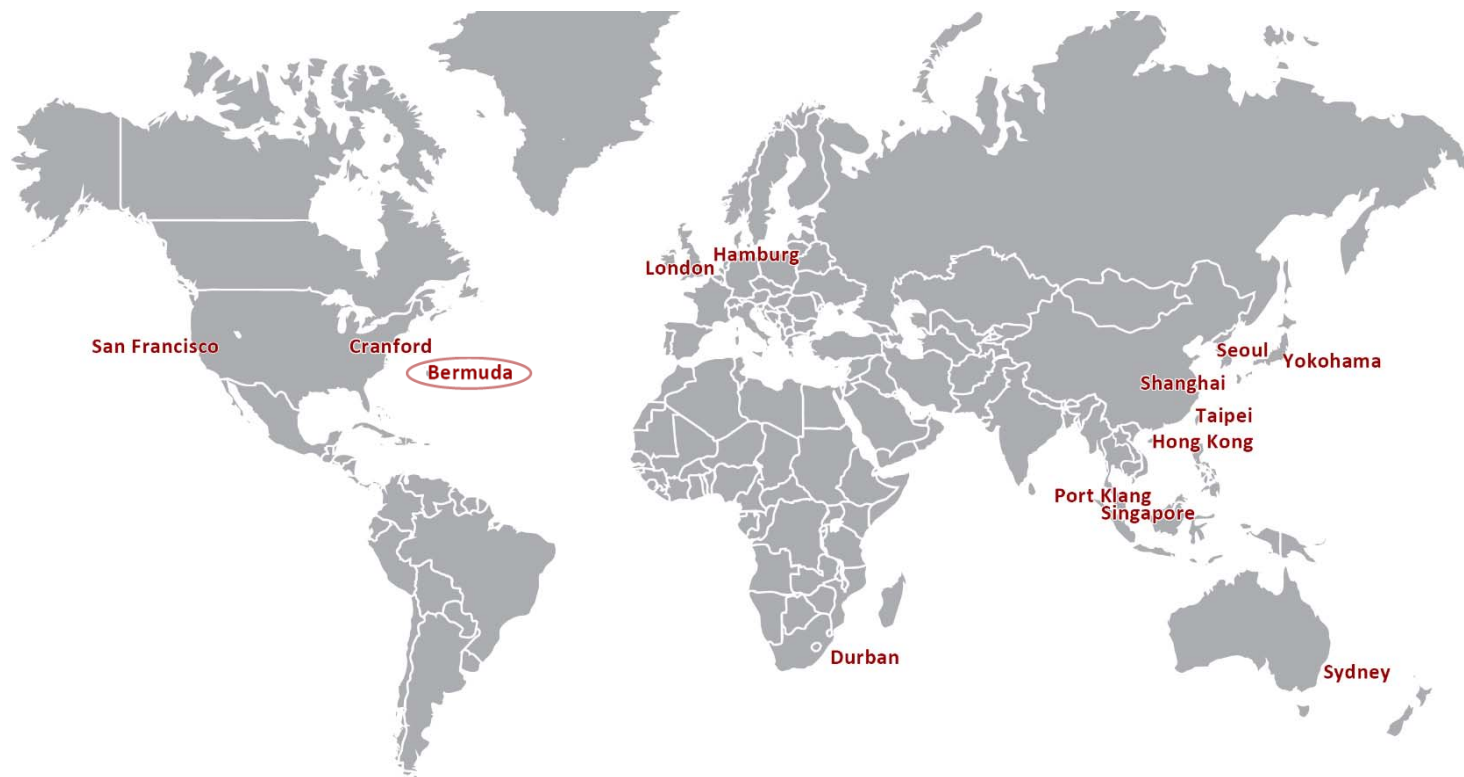 Hamburg
London
San Francisco
Cranford
Bermuda
Seoul
Yokohama
Shanghai
Taipei
Hong Kong
Port Klang
Singapore
Durban
Sydney